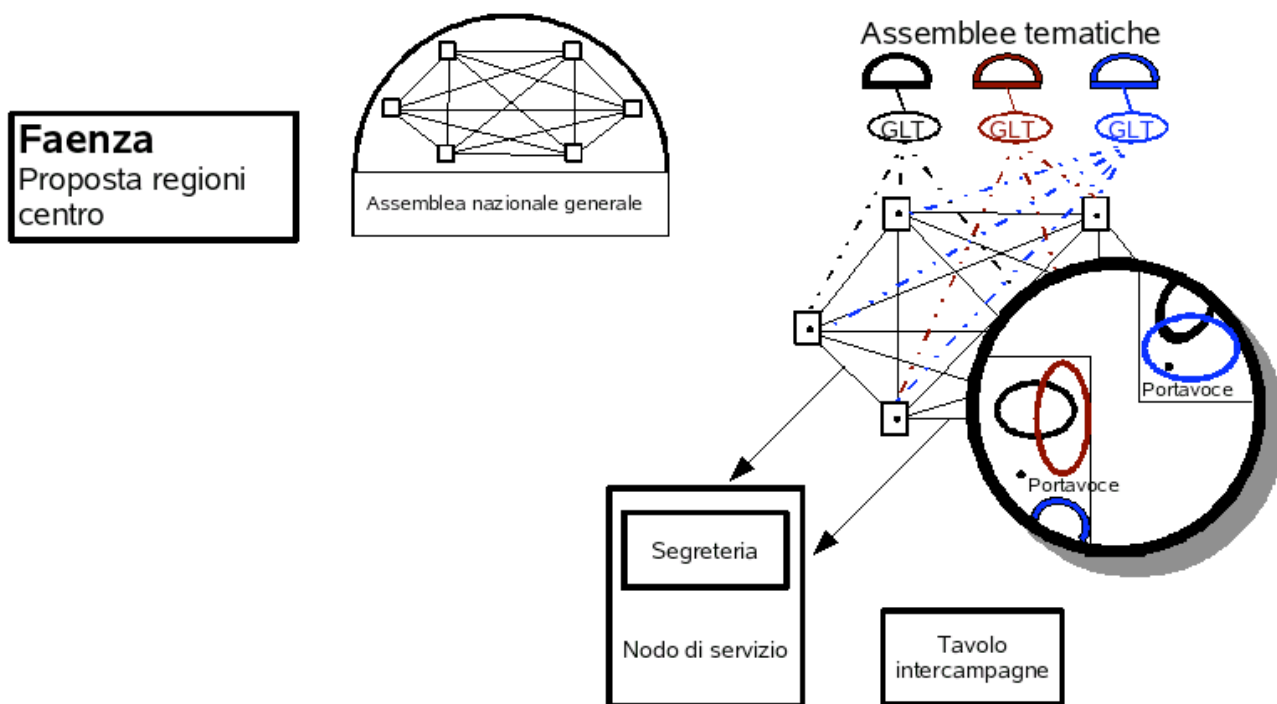 Faenza
Proposta regioni
centro
Assemblea nazionale generale
Assemblee tematiche
GLT
GLT
GLT
Portavoce
Portavoce
Segreteria
Nodo di servizio
Tavolo
intercampagne